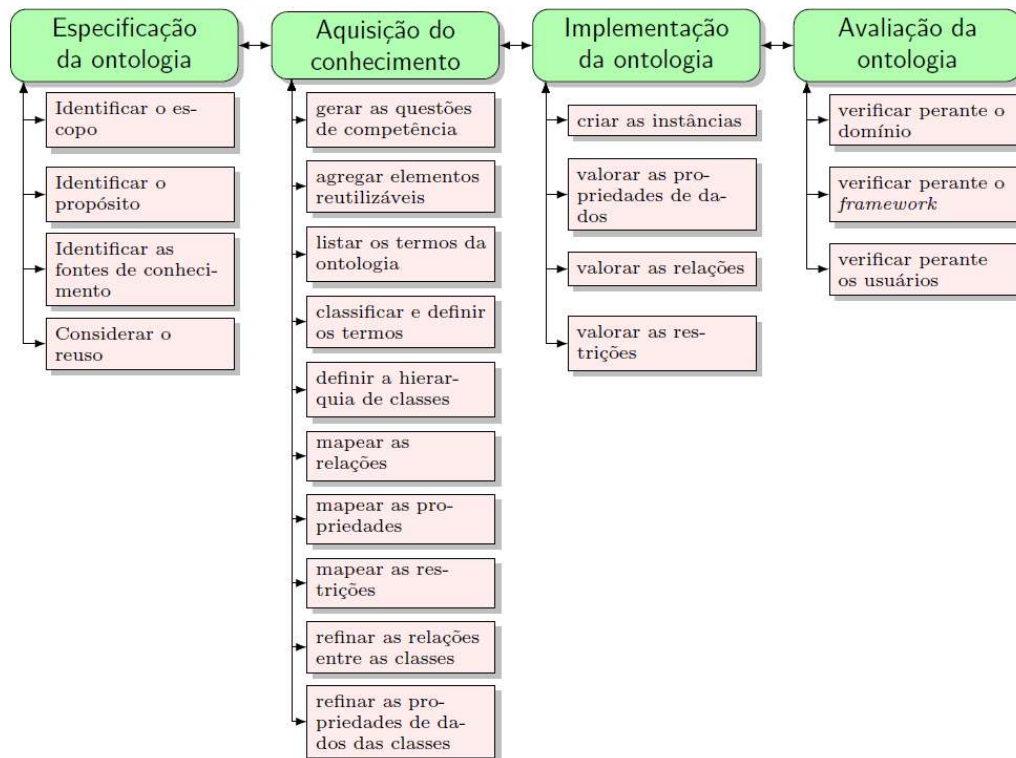 Especificação
da ontologia
Identificar o es-
copo
Identificar o
propósito
Identificar as
fontes de conheci-
mento
Considerar o
reuso
Aquisição do
conhecimento
gerar as questões
de competência
agregar elementos
reutilizáveis
listar os termos da
ontologia
classificar e definir
os termos
definir a hierar-
quia de classes
mapear as
relações
mapear as pro-
priedades
mapear as res-
trições
refinar as relações
entre as classes
refinar as pro-
priedades de da-
dos das classes
Implementação
da ontologia
criar as instâncias
valorar as pro-
priedades de da-
dos
valorar as relações
valorar as res-
trições
Avaliação da
ontologia
verificar perante o
domínio
verificar perante o
framework
verificar perante
os usuários